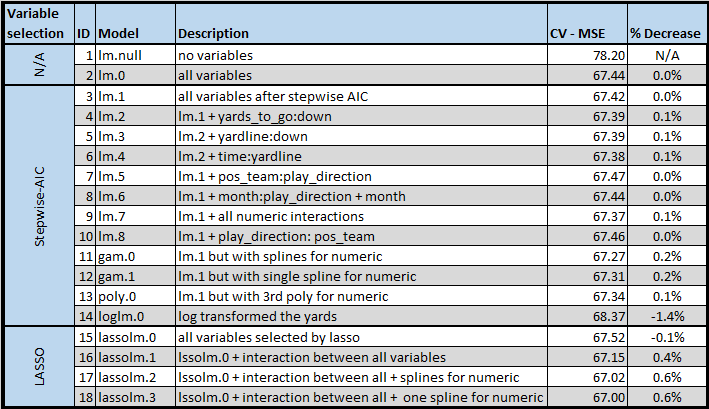 Variable selection ID Model Description CV - MSE % Decrease
N/A
1 lm.null no variables 78.20 N/A
2 lm.0 all variables 67.44 0.0%
Stepwise-AIC
3 lm.1 all variables after stepwise AIC 67.42 0.0%
4 lm.2 lm.1 + yards_to_go:down 67.39 0.1%
5 lm.3 lm.2 + yardline:down 67.39 0.1%
6 lm.4 lm.2 + time:yardline 67.38 0.1%
7 lm.5 lm.1 + pos_team:play_direction 67.47 0.0%
8 lm.6 lm.1 + month:play_direction + month 67.44 0.0%
9 lm.7 lm.1 + all numeric interactions 67.37 0.1%
10 lm.8 lm.1 + play_direction: pos_team 67.46 0.0%
11 gam.0 lm.1 but with splines for numeric 67.27 0.2%
12 gam.1 lm.1 but with single spline for numeric 67.31 0.2%
13 poly.0 lm.1 but with 3rd poly for numeric 67.34 0.1%
14 loglm.0 log transformed the yards 68.37 -1.4%
LASSO
15 lassolm.0 all variables selected by lasso 67.52 -0.1%
16 lassolm.1 lssolm.0 + interaction between all variables 67.15 0.4%
17 lassolm.2 lssolm.0 + interaction between all + splines for numeric 67.02 0.6%
18 lassolm.3 lssolm.0 + interaction between all + one spline for numeric 67.00 0.6%